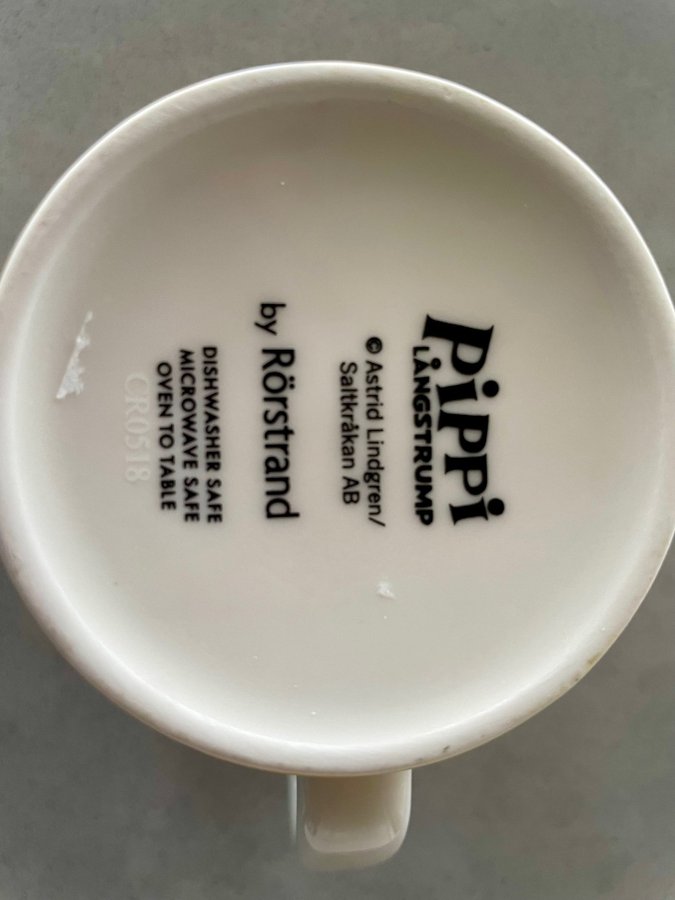 PIPPI
LÅNGSTRUMP
© Astrid Lindgren/
Saltkråkan AB
by Rörstrand
DISHWASHER SAFE
MICROWAVE SAFE
OVEN TO TABLE
CR0518